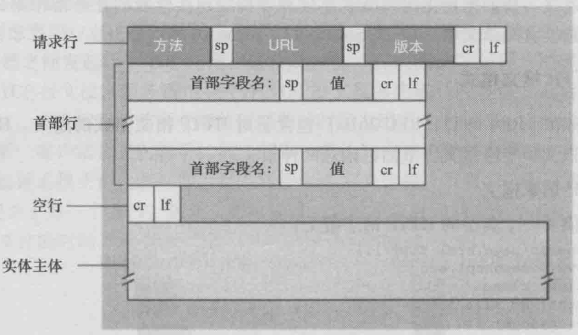 请求行 方法 sp URL sp 版本 cr lf
首部字段名： sp 值 cr lf
首部行
首部字段名： sp 值 cr lf
空行 cr lf
实体主体